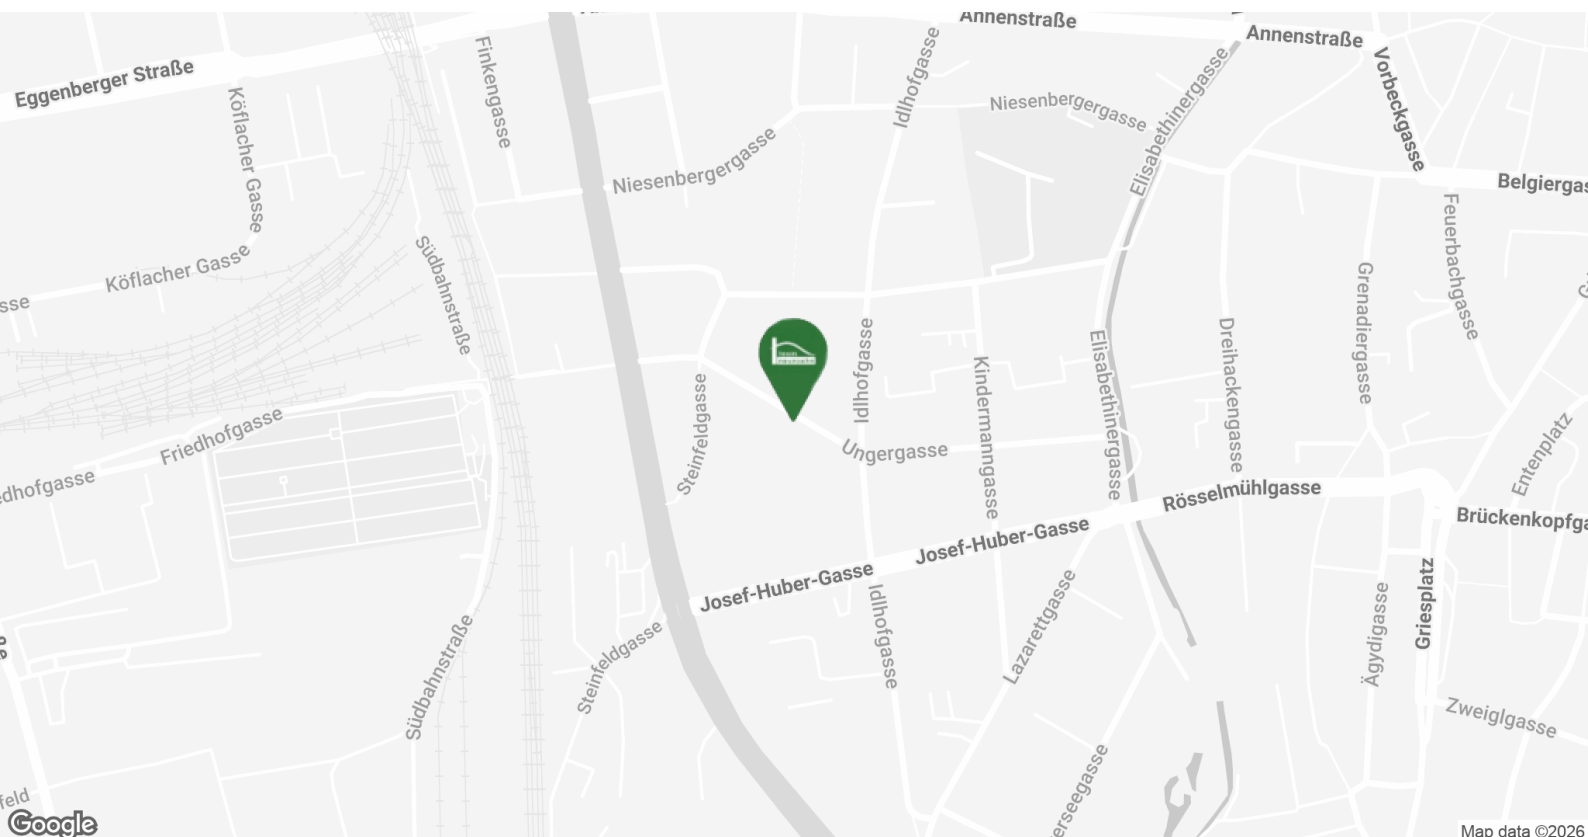 Annenstraße
Annenstraße
Eggenberger Straße
Finkengasse
Idlhofgasse
Elisabethinergasse
Vorbeckgasse
Köflacher Gasse
Niesenbergergasse
Niesenbergergasse
Belgiergas
Feuerbachgasse
Südbahnstraße
Köflacher Gasse
sse
Grenadiergasse
Dreihackengasse
Idlhofgasse
Elisabethinergasse
Kindermanngasse
Steinfeldgasse
Friedhofgasse
Ungergasse
Entenplatz
edhofgasse
Rösselmühlgasse
Brückenkopfga
Josef-Huber-Gasse
Josef-Huber-Gasse
Griesplatz
Idlhofgasse
Lazarettgasse
Ägydigasse
Steinfeldgasse
Südbahnstraße
Zweiglgasse
erseegasse
feld
Google
Map data ©2026